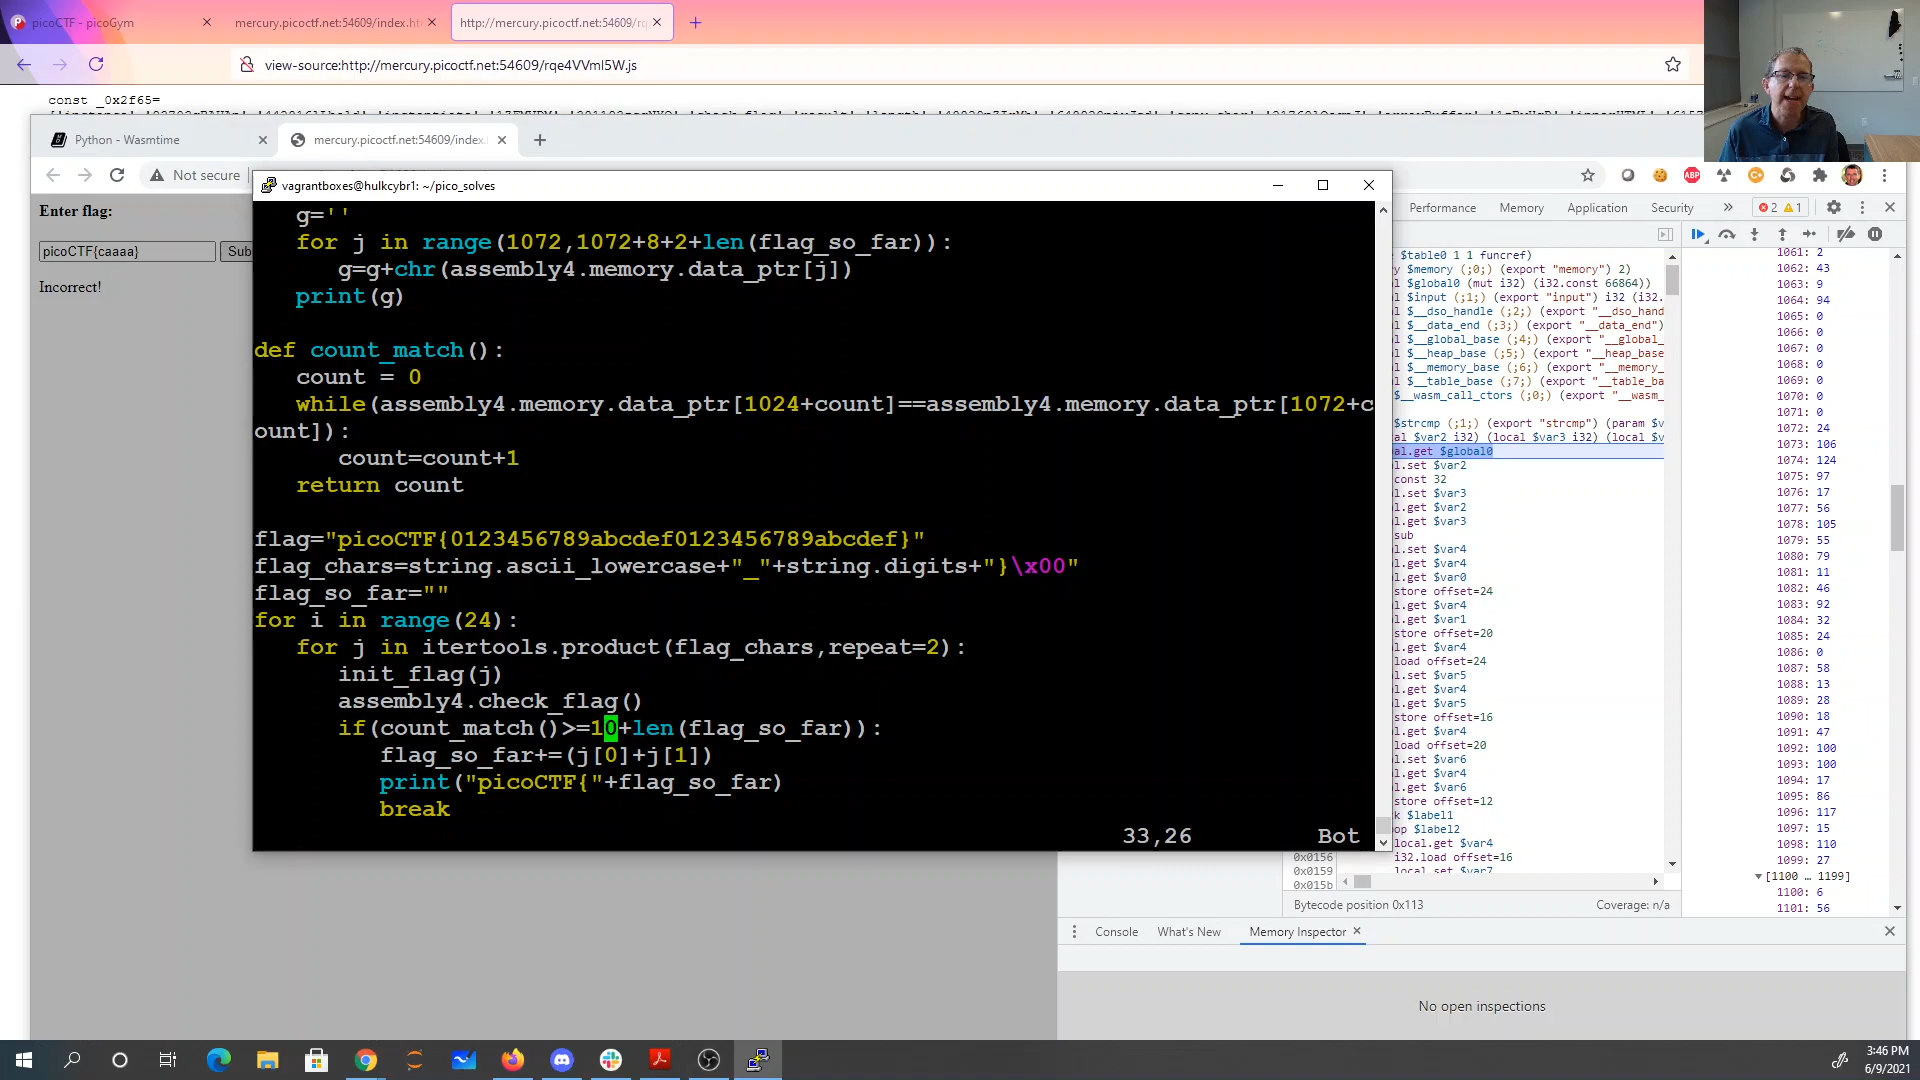 picoCTF - picoGym
mercury.picoctf.net:54609/index.ht
http://mercury.picoctf.net:54609/rq
view-source:http://mercury.picoctf.net:54609/rqe4VVml5W.js
const _0x2f65=
Python - Wasmtime
mercury.picoctf.net:54609/index.
Not secure
Enter flag:
picoCTF{caaaa}
Sub
Incorrect!
vagrantboxes@hulkcybr1: ~/pico_solves
g=''
for j in range(1072,1072+8+2+len(flag_so_far)):
g=g+chr(assembly4.memory.data_ptr[j])
print(g)
def count_match():
count = 0
while(assembly4.memory.data_ptr[1024+count]==assembly4.memory.data_ptr[1072+c
ount]):
count=count+1
return count
flag="picoCTF{0123456789abcdef0123456789abcdef}"
flag_chars=string.ascii_lowercase+"_"+string.digits+"}\x00"
flag_so_far=""
for i in range(24):
for j in itertools.product(flag_chars,repeat=2):
init_flag(j)
assembly4.check_flag()
if(count_match()>=10+len(flag_so_far)):
flag_so_far+=(j[0]+j[1])
print("picoCTF{"+flag_so_far)
break
33,26 Bot
Performance Memory Application Security » 2 1
$table0 1 1 funcref)
y $memory (;0;) (export "memory") 2)
l $global0 (mut i32) (i32.const 66864))
l $input (;1;) (export "input") i32 (i32.
l $__dso_handle (;2;) (export "__dso_hand
l $__data_end (;3;) (export "__data_end")
l $__global_base (;4;) (export "__global_
l $__heap_base (;5;) (export "__heap_base
l $__memory_base (;6;) (export "__memory_
l $__table_base (;7;) (export "__table_ba
$__wasm_call_ctors (;0;) (export "__wasm_
$strcmp (;1;) (export "strcmp") (param $v
al $var2 i32) (local $var3 i32) (local $v
al.get $global0
l.set $var2
const 32
l.set $var3
l.get $var2
l.get $var3
sub
l.set $var4
l.get $var4
l.get $var0
store offset=24
l.get $var4
l.get $var1
store offset=20
l.get $var4
load offset=24
l.set $var5
l.get $var4
l.get $var5
store offset=16
l.get $var4
load offset=20
l.set $var6
l.get $var4
l.get $var6
store offset=12
k $label1
op $label2
local.get $var4
0x0156 i32.load offset=16
0x0159 local.set $var7
0x015b
Bytecode position 0x113
Coverage: n/a
1061: 2
1062: 43
1063: 9
1064: 94
1065: 0
1066: 0
1067: 0
1068: 0
1069: 0
1070: 0
1071: 0
1072: 24
1073: 106
1074: 124
1075: 97
1076: 17
1077: 56
1078: 105
1079: 55
1080: 79
1081: 11
1082: 46
1083: 92
1084: 32
1085: 24
1086: 0
1087: 58
1088: 13
1089: 28
1090: 18
1091: 47
1092: 100
1093: 100
1094: 17
1095: 86
1096: 117
1097: 15
1098: 110
1099: 27
[1100 … 1199]
1100: 6
1101: 56
Console What's New Memory Inspector
No open inspections
3:46 PM
6/9/2021